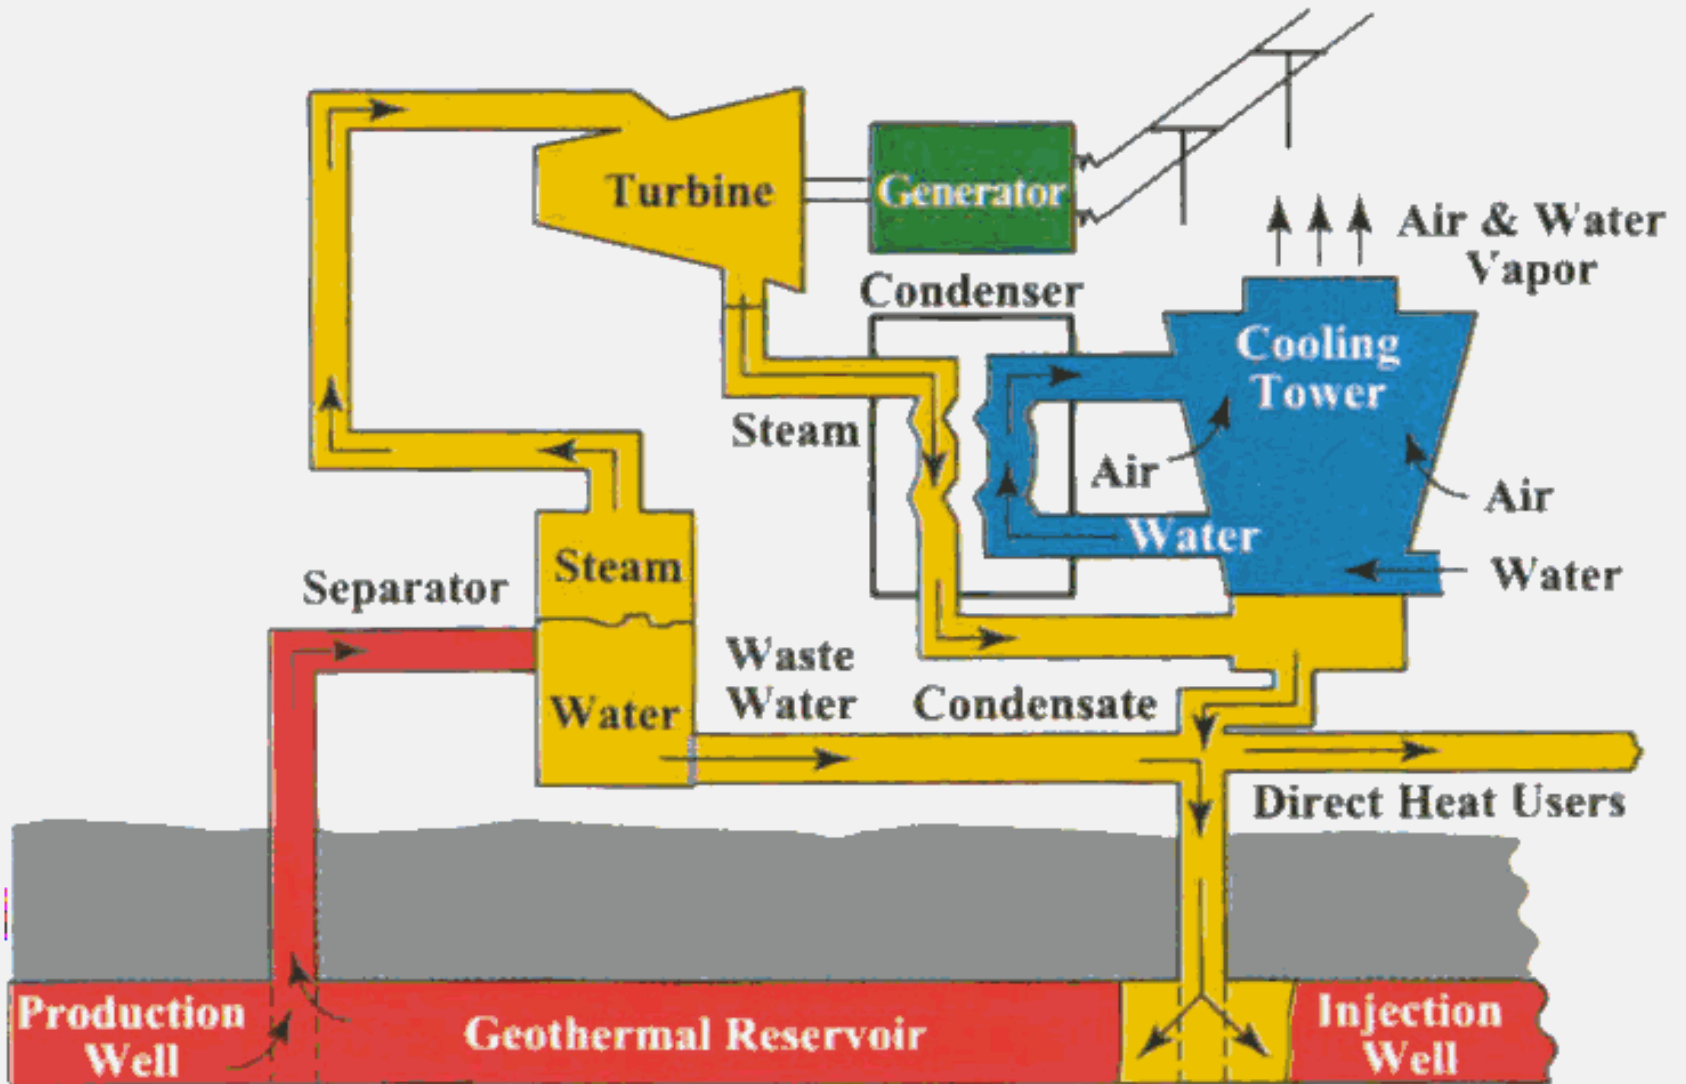 Turbine
Generator
Air & Water
Vapor
Condenser
Cooling
Tower
Steam
Air
Air
Water
Steam
Water
Separator
Waste
Water
Water
Condensate
Direct Heat Users
Production
Well
Geothermal Reservoir
Injection
Well